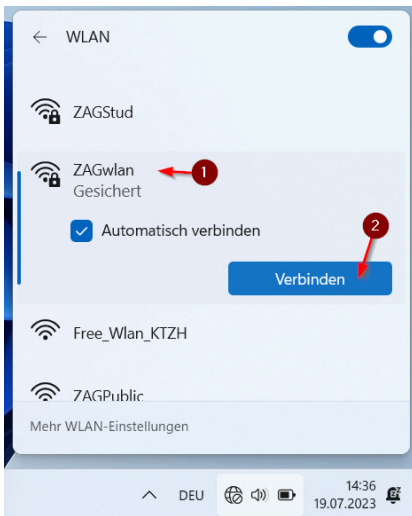 ← WLAN
ZAGStud
ZAGwlan
1
Gesichert
Automatisch verbinden
2
Verbinden
Free_Wlan_KTZH
ZAGPublic
Mehr WLAN-Einstellungen
DEU
14:36
19.07.2023